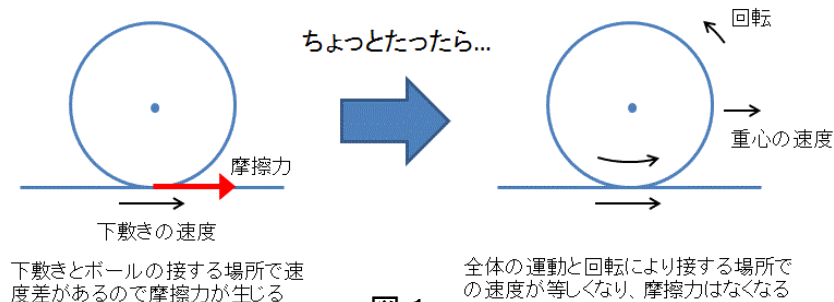 回転
ちょっとたったら...
重心の速度
摩擦力
下敷きの速度
下敷きとボールの接する場所で速
度差があるので摩擦力が生じる
全体の運動と回転により接する場所で
の速度が等しくなり、摩擦力はなくなる